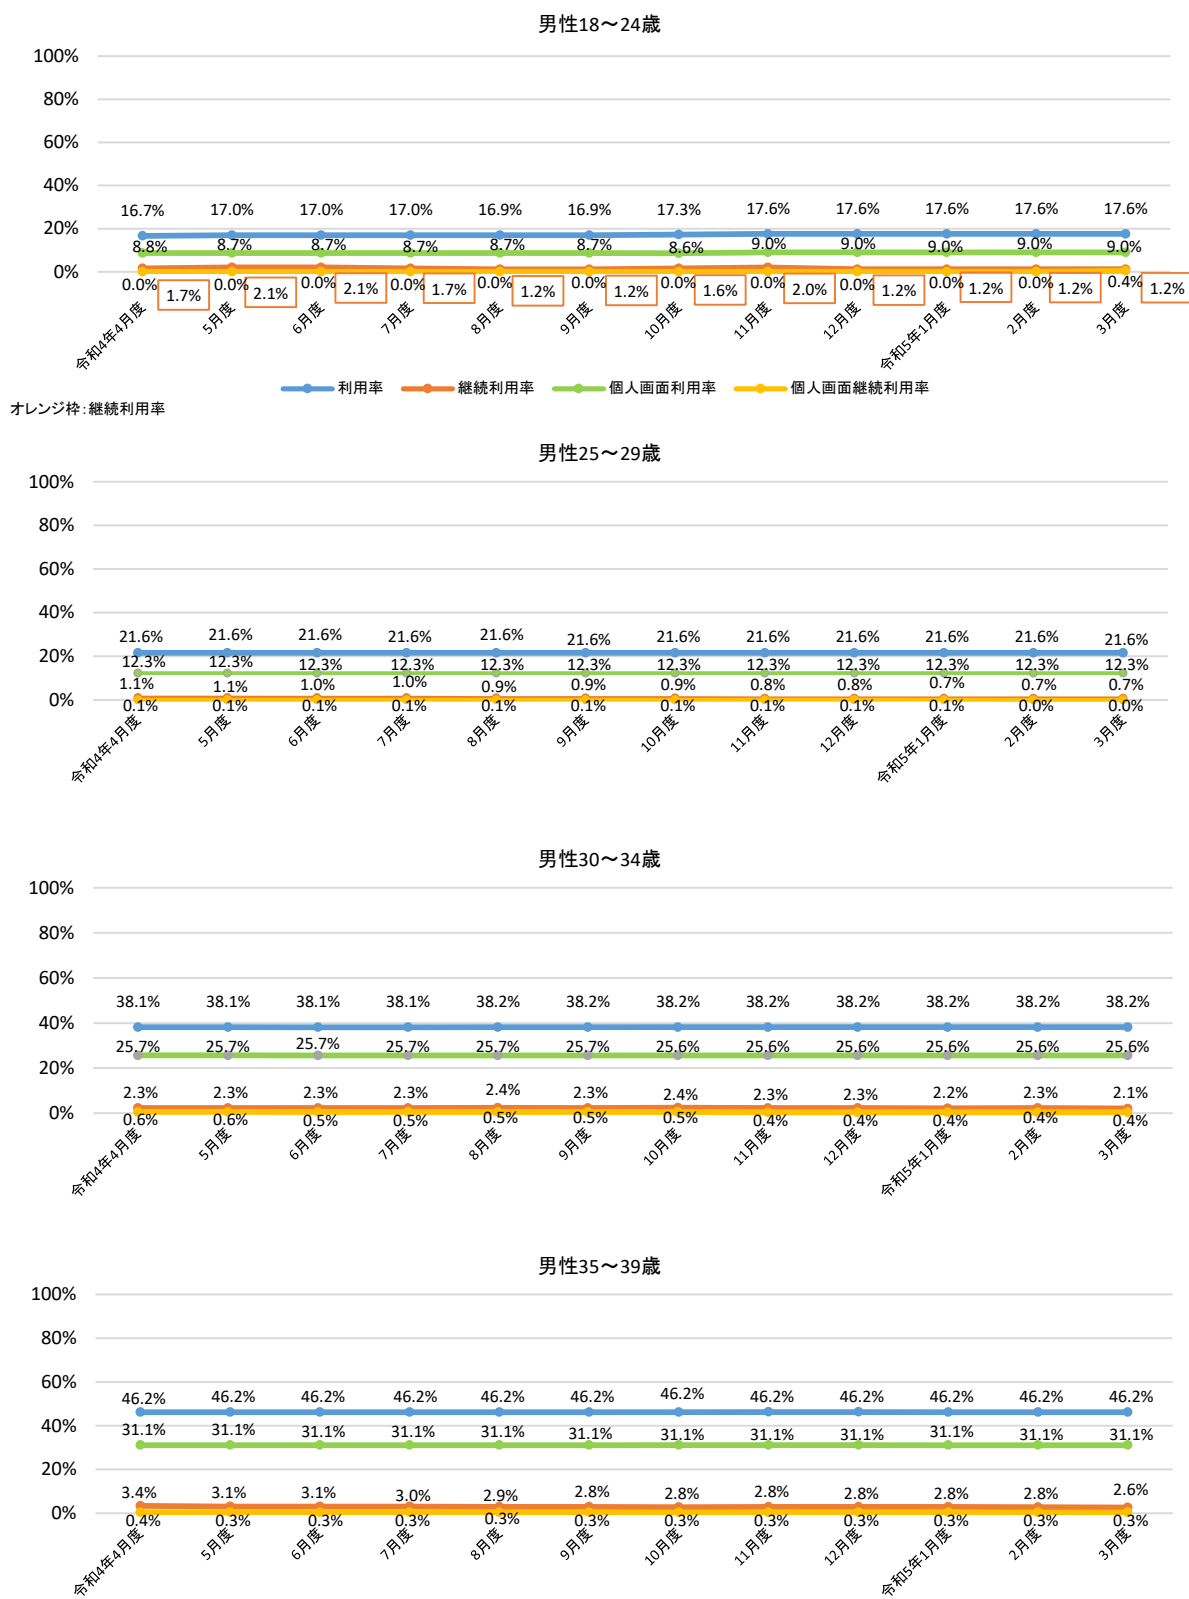 男性18～24歳
100%
80%
60%
40%
20%
0%
16.7% 17.0% 17.0% 17.0% 16.9% 16.9% 17.3% 17.6% 17.6% 17.6% 17.6% 17.6%
8.8% 8.7% 8.7% 8.7% 8.7% 8.7% 8.6% 9.0% 9.0% 9.0% 9.0% 9.0%
0.0% 0.0% 0.0% 0.0% 0.0% 0.0% 0.0% 0.0% 0.0% 0.0% 0.0% 0.4%
1.7% 2.1% 2.1% 1.7% 1.2% 1.2% 1.6% 2.0% 1.2% 1.2% 1.2% 1.2%
令和4年4月度 5月度 6月度 7月度 8月度 9月度 10月度 11月度 12月度 令和5年1月度 2月度 3月度
利用率 継続利用率 個人画面利用率 個人画面継続利用率
オレンジ枠：継続利用率
男性25～29歳
100%
80%
60%
40%
20%
0%
21.6% 21.6% 21.6% 21.6% 21.6% 21.6% 21.6% 21.6% 21.6% 21.6% 21.6% 21.6%
12.3% 12.3% 12.3% 12.3% 12.3% 12.3% 12.3% 12.3% 12.3% 12.3% 12.3% 12.3%
1.1% 1.1% 1.0% 1.0% 0.9% 0.9% 0.9% 0.8% 0.8% 0.7% 0.7% 0.7%
0.1% 0.1% 0.1% 0.1% 0.1% 0.1% 0.1% 0.1% 0.1% 0.1% 0.0% 0.0%
令和4年4月度 5月度 6月度 7月度 8月度 9月度 10月度 11月度 12月度 令和5年1月度 2月度 3月度
男性30～34歳
100%
80%
60%
40%
20%
0%
38.1% 38.1% 38.1% 38.1% 38.2% 38.2% 38.2% 38.2% 38.2% 38.2% 38.2% 38.2%
25.7% 25.7% 25.7% 25.7% 25.7% 25.7% 25.6% 25.6% 25.6% 25.6% 25.6% 25.6%
2.3% 2.3% 2.3% 2.3% 2.4% 2.3% 2.4% 2.3% 2.3% 2.2% 2.3% 2.1%
0.6% 0.6% 0.5% 0.5% 0.5% 0.5% 0.5% 0.4% 0.4% 0.4% 0.4% 0.4%
令和4年4月度 5月度 6月度 7月度 8月度 9月度 10月度 11月度 12月度 令和5年1月度 2月度 3月度
男性35～39歳
100%
80%
60%
40%
20%
0%
46.2% 46.2% 46.2% 46.2% 46.2% 46.2% 46.2% 46.2% 46.2% 46.2% 46.2% 46.2%
31.1% 31.1% 31.1% 31.1% 31.1% 31.1% 31.1% 31.1% 31.1% 31.1% 31.1% 31.1%
3.4% 3.1% 3.1% 3.0% 2.9% 2.8% 2.8% 2.8% 2.8% 2.8% 2.8% 2.6%
0.4% 0.3% 0.3% 0.3% 0.3% 0.3% 0.3% 0.3% 0.3% 0.3% 0.3% 0.3%
令和4年4月度 5月度 6月度 7月度 8月度 9月度 10月度 11月度 12月度 令和5年1月度 2月度 3月度